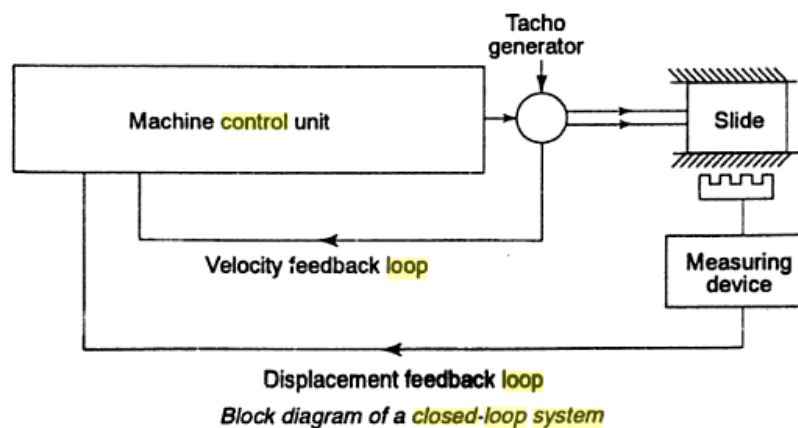 Tacho
generator
Machine control unit
Slide
Velocity feedback loop
Measuring
device
Displacement feedback loop
Block diagram of a closed-loop system